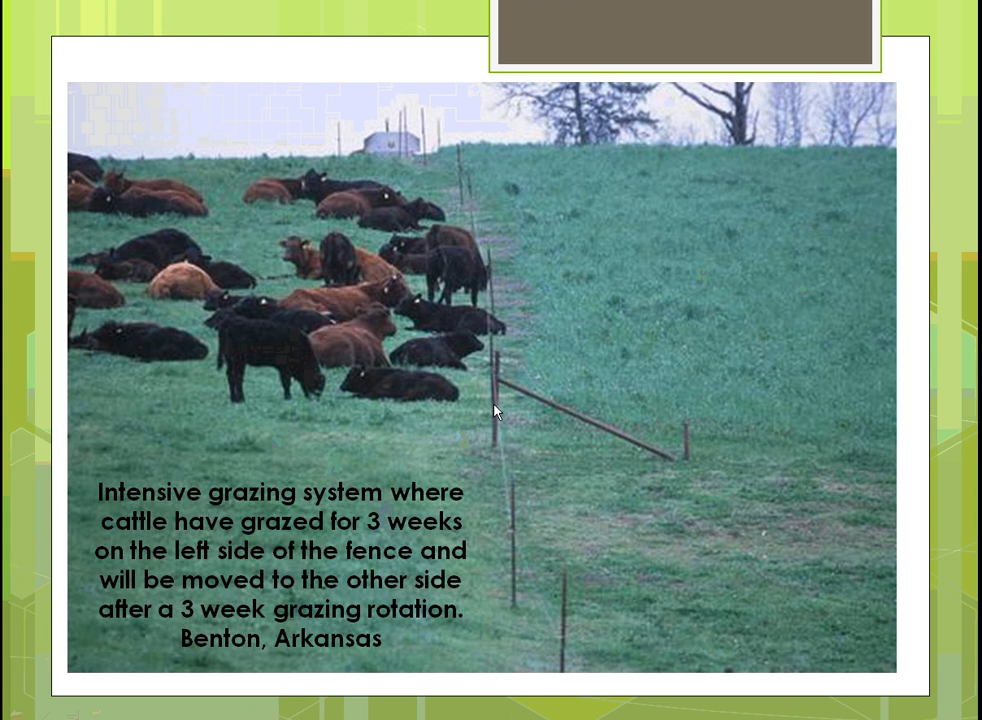 Intensive grazing system where
cattle have grazed for 3 weeks
on the left side of the fence and
will be moved to the other side
after a 3 week grazing rotation.
Benton, Arkansas